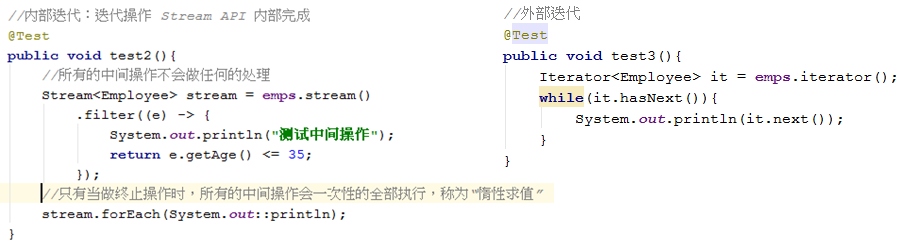 //内部迭代：迭代操作 Stream API 内部完成
@Test
public void test2(){
//所有的中间操作不会做任何的处理
Stream<Employee> stream = emps.stream()
.filter((e) -> {
System.out.println("测试中间操作");
return e.getAge() <= 35;
});
//只有当做终止操作时，所有的中间操作会一次性的全部执行，称为"惰性求值"
stream.forEach(System.out::println);
}
//外部迭代
@Test
public void test3(){
Iterator<Employee> it = emps.iterator();
while(it.hasNext()){
System.out.println(it.next());
}
}